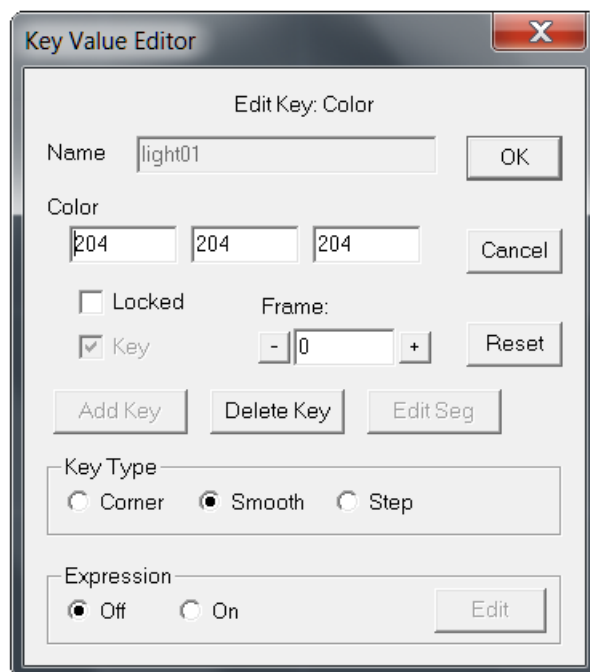 Key Value Editor
X
Edit Key: Color
Name light01 OK
Color
204 204 204 Cancel
Locked Frame:
Key - 0 + Reset
Add Key Delete Key Edit Seg
Key Type
Corner Smooth Step
Expression
Off On Edit